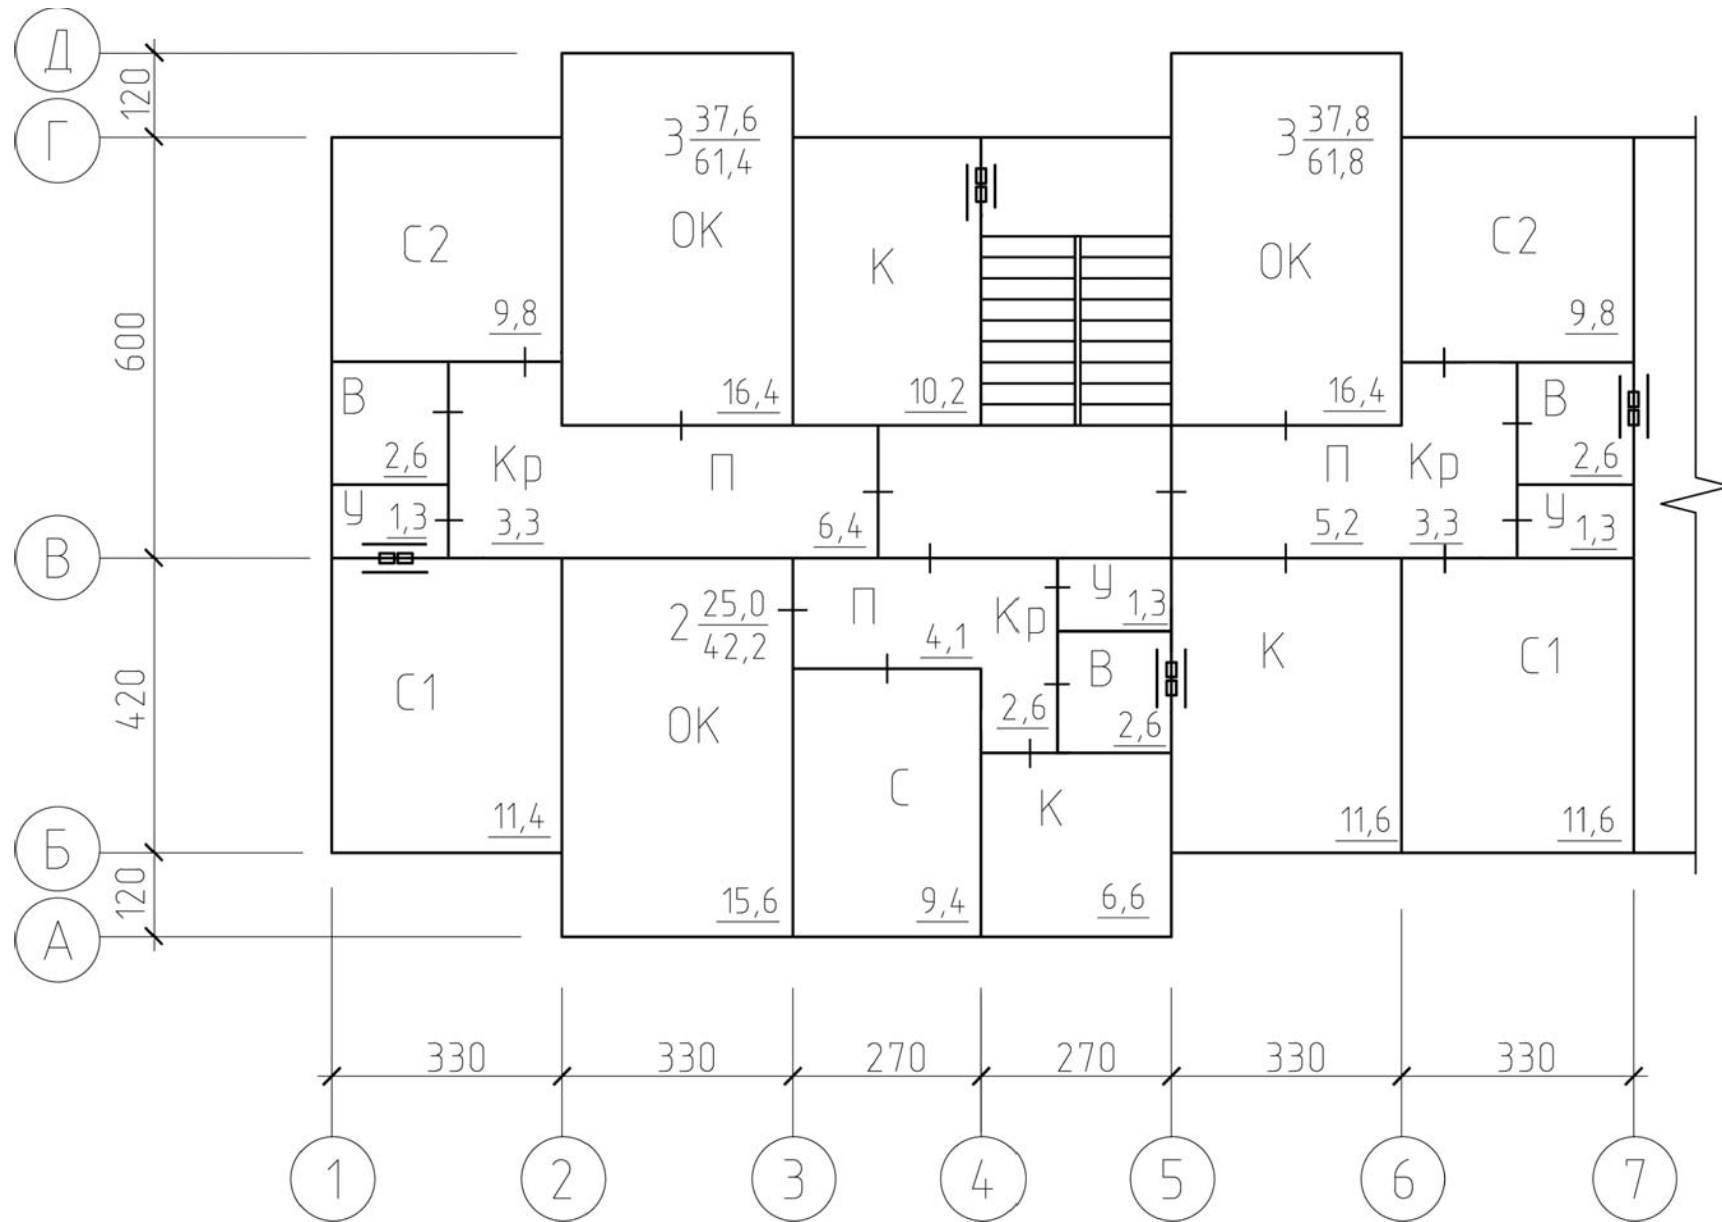 Д
120
Г
3 37,6
61,4
3 37,8
61,8
С2
ОК
К
ОК
С2
9,8
9,8
600
16,4
10,2
16,4
В
2,6
Кр
3,3
П
6,4
П
5,2
Кр
3,3
В
2,6
У
1,3
У
1,3
В
2 25,0
42,2
П
4,1
Кр
2,6
У
1,3
В
2,6
К
С1
420
С1
ОК
С
К
11,4
11,6
11,6
Б
120
15,6
9,4
6,6
А
330
330
270
270
330
330
1
2
3
4
5
6
7